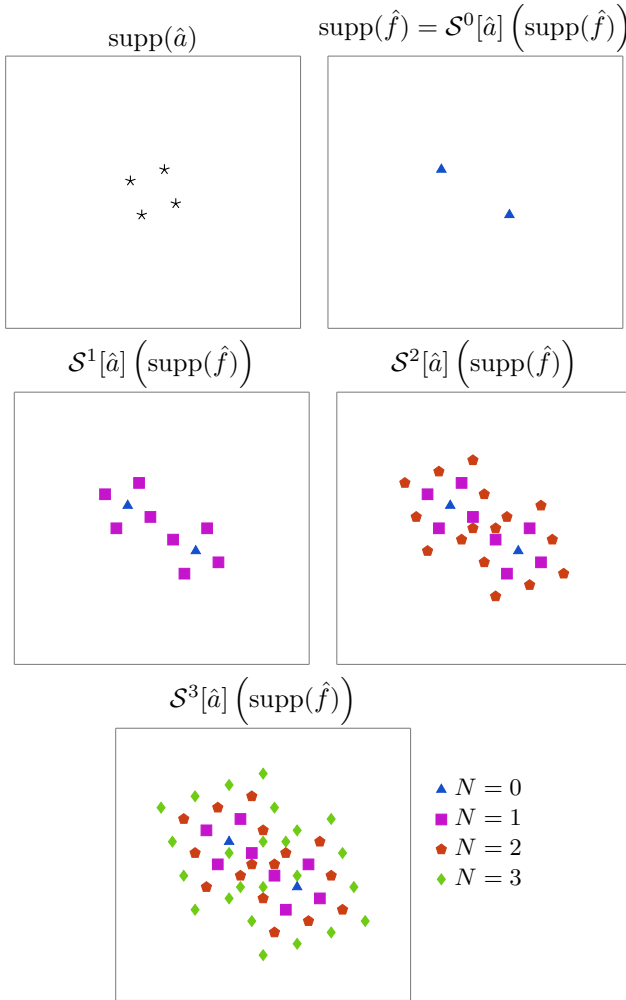 supp(â)
supp(f̂) = 𝒮⁰[â] (supp(f̂))
𝒮¹[â] (supp(f̂))
𝒮²[â] (supp(f̂))
𝒮³[â] (supp(f̂))
N = 0
N = 1
N = 2
N = 3